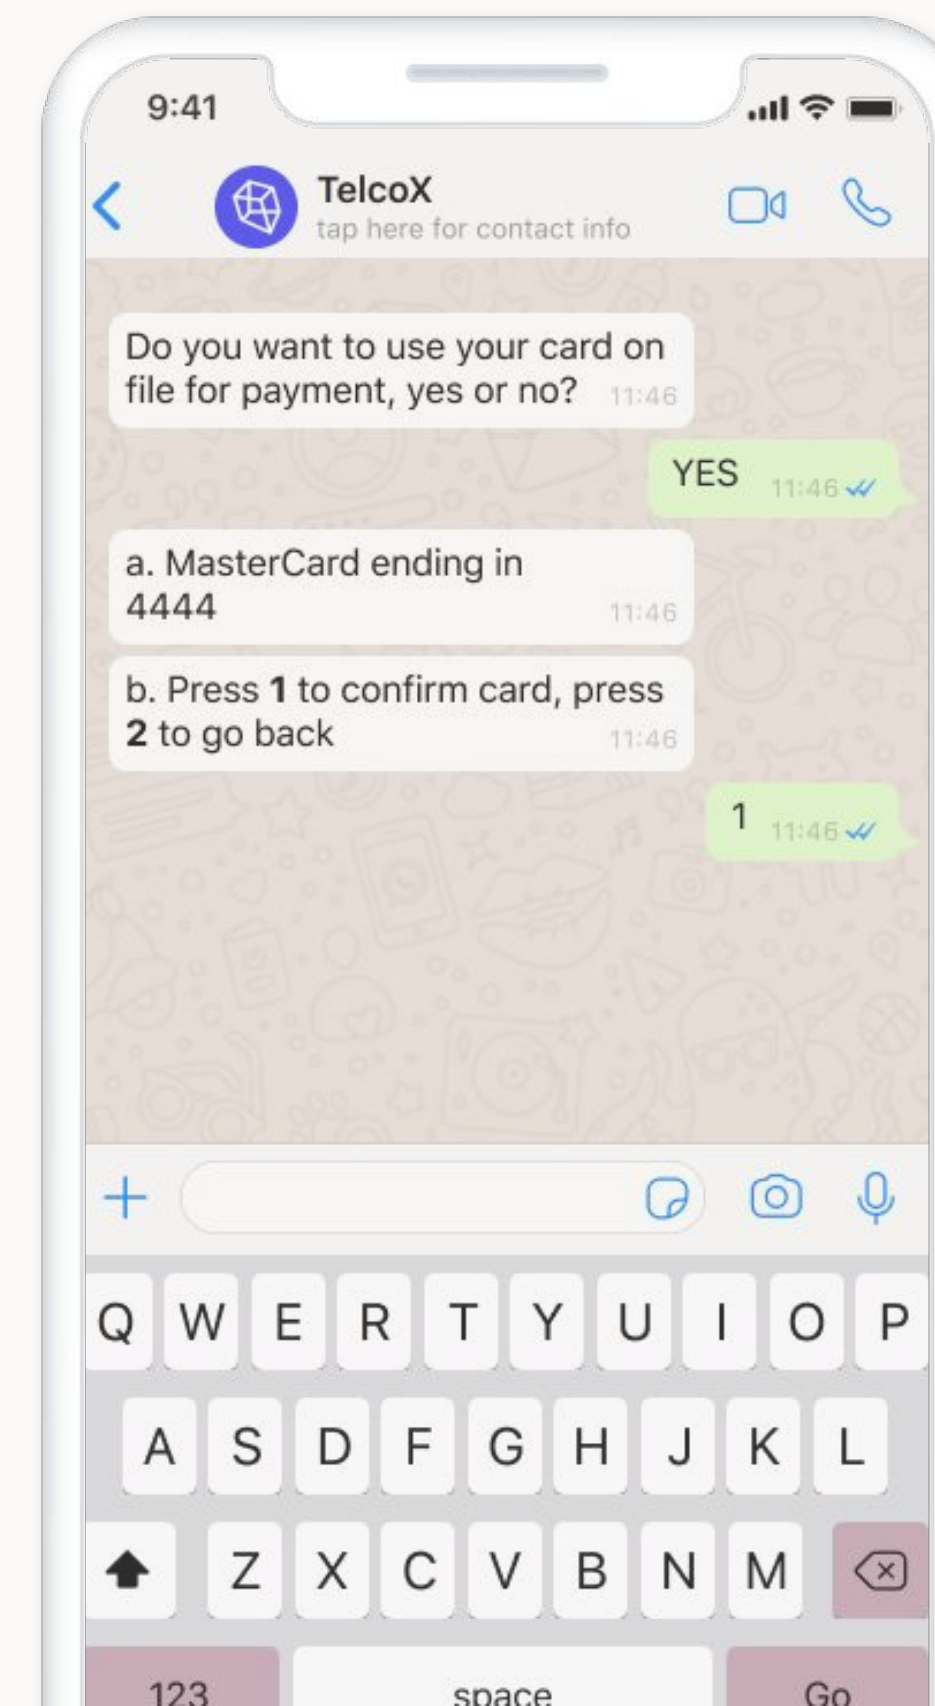 9:41
TelcoX
tap here for contact info
Do you want to use your card on
file for payment, yes or no? 11:46
YES 11:46
a. MasterCard ending in
4444 11:46
b. Press 1 to confirm card, press
2 to go back 11:46
1 11:46
Q W E R T Y U I O P
A S D F G H J K L
Z X C V B N M
123 space Go